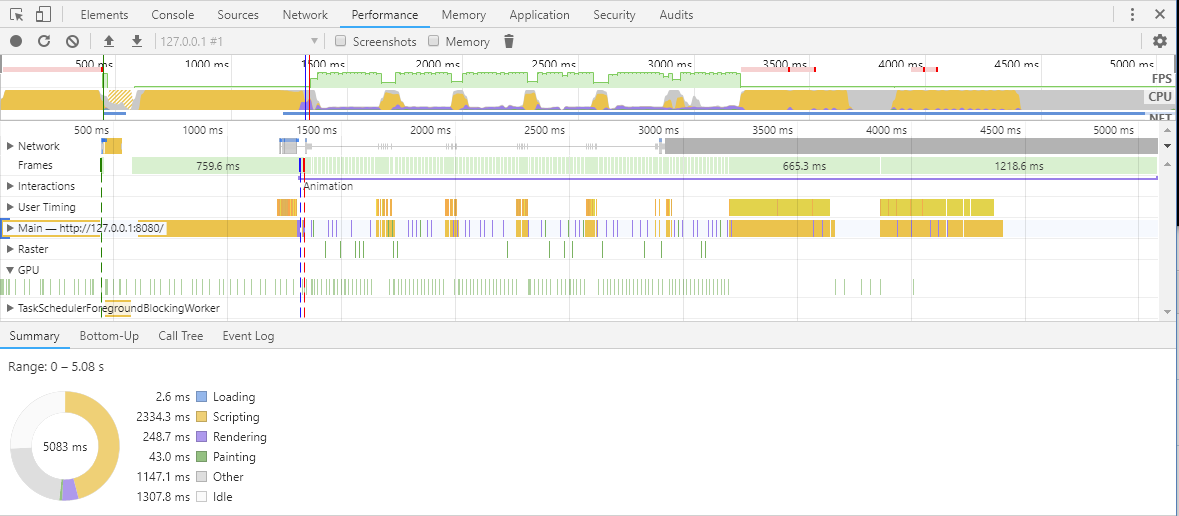 Elements Console Sources Network Performance Memory Application Security Audits
127.0.0.1 #1 Screenshots Memory
500 ms 1000 ms 1500 ms 2000 ms 2500 ms 3000 ms 3500 ms 4000 ms 4500 ms 5000 ms
FPS
CPU
NET
500 ms 1000 ms 1500 ms 2000 ms 2500 ms 3000 ms 3500 ms 4000 ms 4500 ms 5000 ms
Network
Frames 759.6 ms 665.3 ms 1218.6 ms
Interactions Animation
User Timing
Main — http://127.0.0.1:8080/
Raster
GPU
TaskSchedulerForegroundBlockingWorker
Summary Bottom-Up Call Tree Event Log
Range: 0 – 5.08 s
5083 ms
2.6 ms Loading
2334.3 ms Scripting
248.7 ms Rendering
43.0 ms Painting
1147.1 ms Other
1307.8 ms Idle